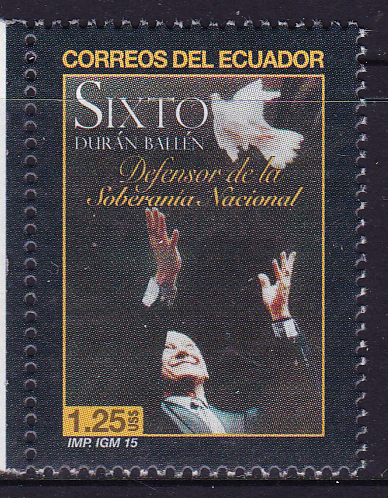 CORREOS DEL ECUADOR
SIXTO
DURÁN BALLÉN
Defensor de la
Soberanía Nacional
1.25 US$
IMP. IGM 15